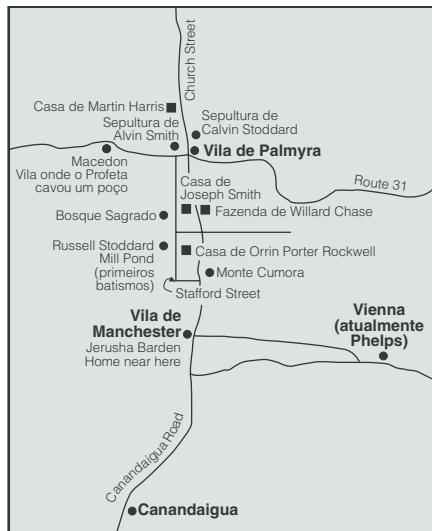 Church Street
Casa de Martin Harris
Sepultura de
Alvin Smith
Sepultura de
Calvin Stoddard
Vila de Palmyra
Macedon
Vila onde o Profeta
cavou um poço
Route 31
Casa de
Joseph Smith
Fazenda de Willard Chase
Bosque Sagrado
Russell Stoddard
Mill Pond
(primeiros
batismos)
Casa de Orrin Porter Rockwell
Monte Cumora
Stafford Street
Vila de
Manchester
Jerusha Barden
Home near here
Vienna
(atualmente
Phelps)
Canandaigua Road
Canandaigua